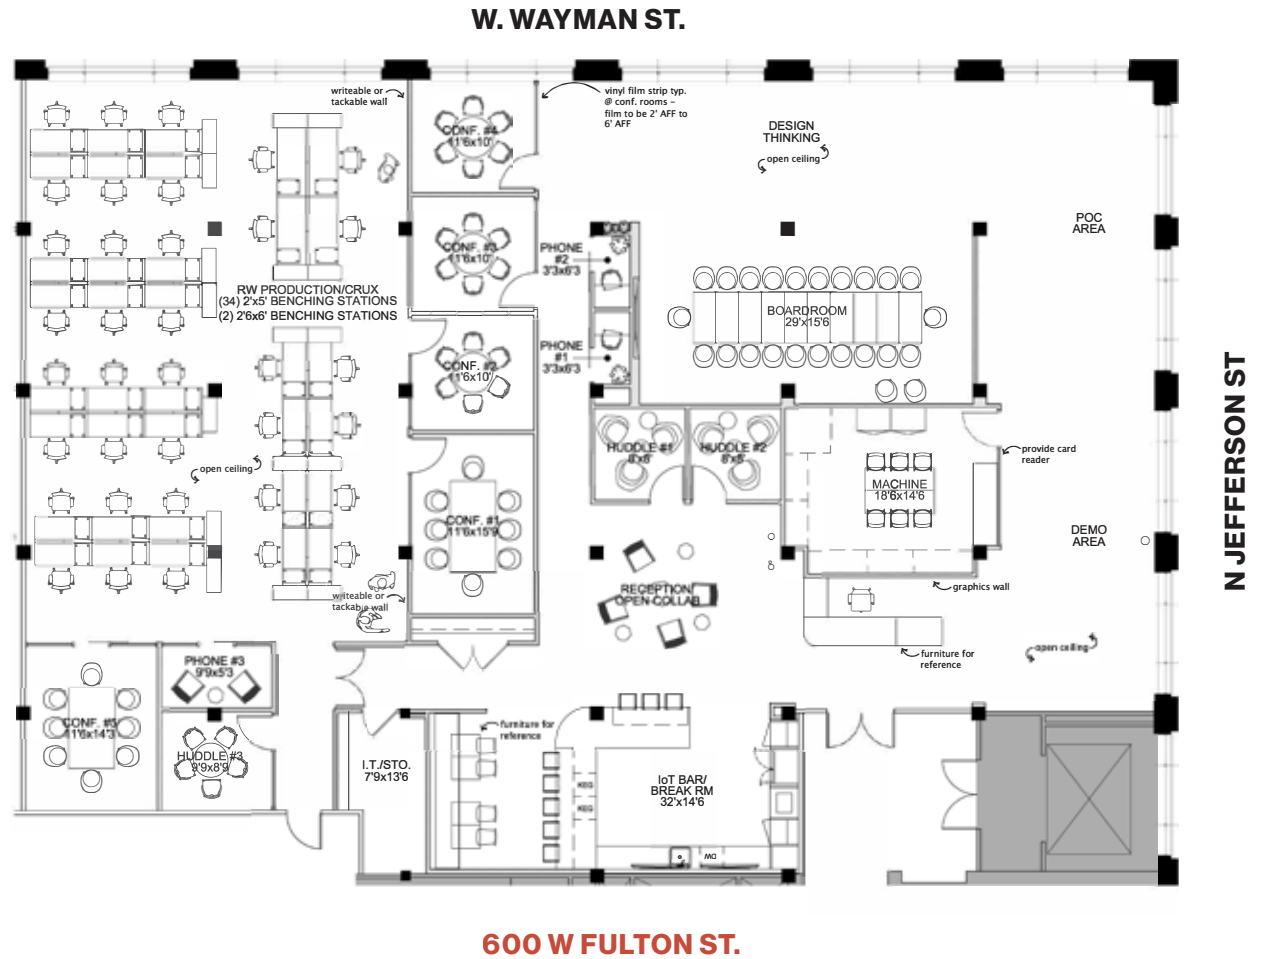 W. WAYMAN ST.
writeable or
tackable wall
vinyl film strip typ.
@ conf. rooms –
film to be 2' AFF to
6' AFF
CONF. #4
11'6x10'
DESIGN
THINKING
open ceiling
POC
AREA
CONF. #3
11'6x10'
PHONE
#2
3'3x6'3
RW PRODUCTION/CRUX
(34) 2'x5' BENCHING STATIONS
(2) 2'6x6' BENCHING STATIONS
BOARDROOM
29'x15'6
PHONE
#1
3'3x6'3
CONF. #2
11'6x10'
N JEFFERSON ST
HUDDLE #1
8'x8'
HUDDLE #2
8'x8'
provide card
reader
open ceiling
MACHINE
18'6x14'6
CONF. #1
11'6x15'9
DEMO
AREA
graphics wall
writeable or
tackable wall
RECEPTION/
OPEN COLLAB
furniture for
reference
open ceiling
PHONE #3
9'9x5'3
CONF. #5
11'6x14'3
furniture for
reference
HUDDLE #3
9'9x8'9
I.T./STO.
7'9x13'6
IoT BAR/
BREAK RM
32'x14'6
KEG
KEG
DW
600 W FULTON ST.